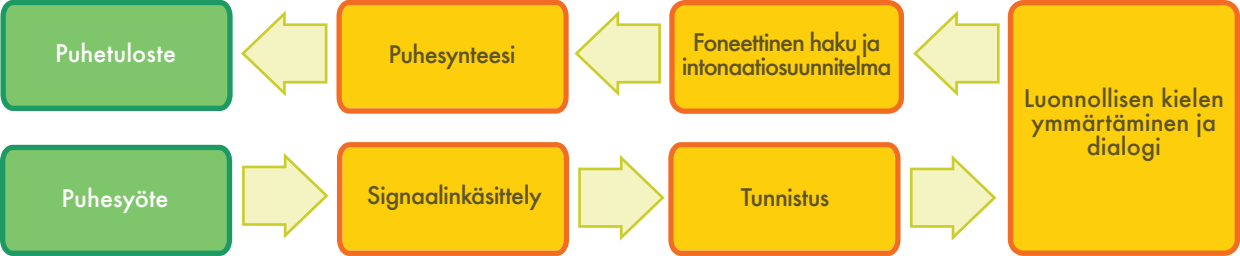 Puhetuloste
Puhesynteesi
Foneettinen haku ja
intonaatiosuunnitelma
Luonnollisen kielen
ymmärtäminen ja
dialogi
Puhesyöte
Signaalinkäsittely
Tunnistus